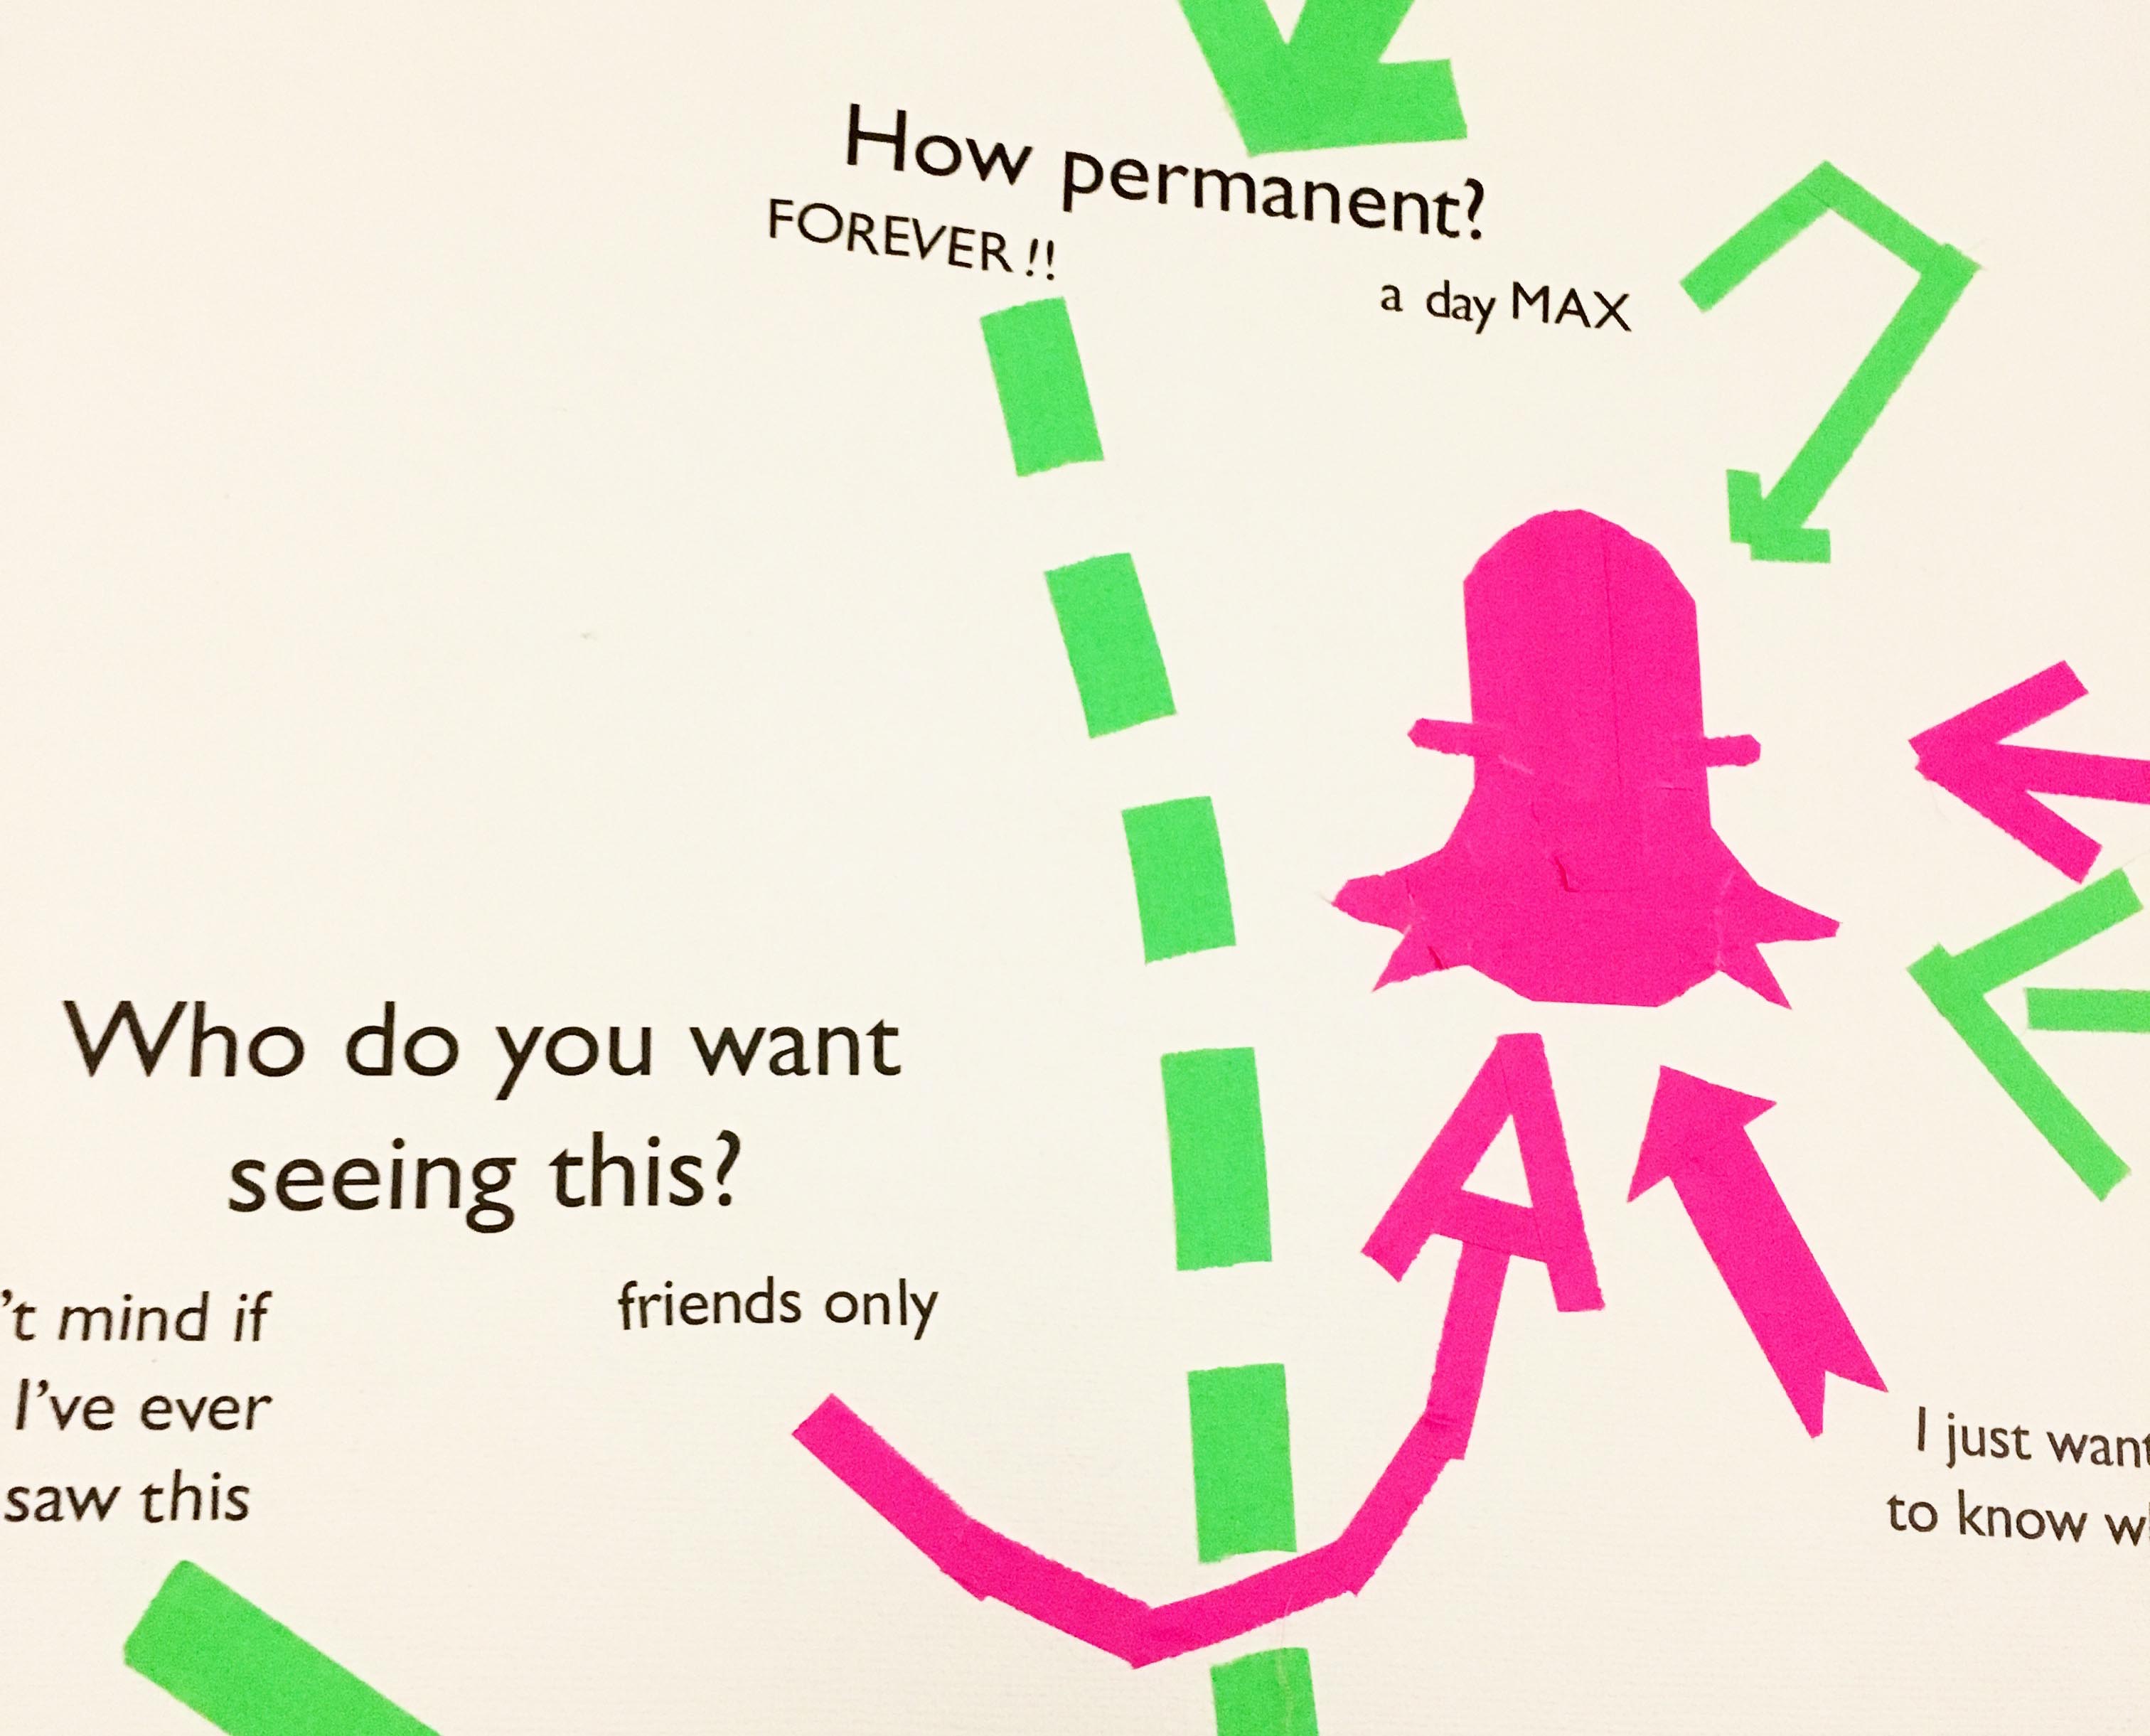 How permanent?
FOREVER !!
a day MAX
Who do you want
seeing this?
't mind if
I've ever
saw this
friends only
I just want
to know